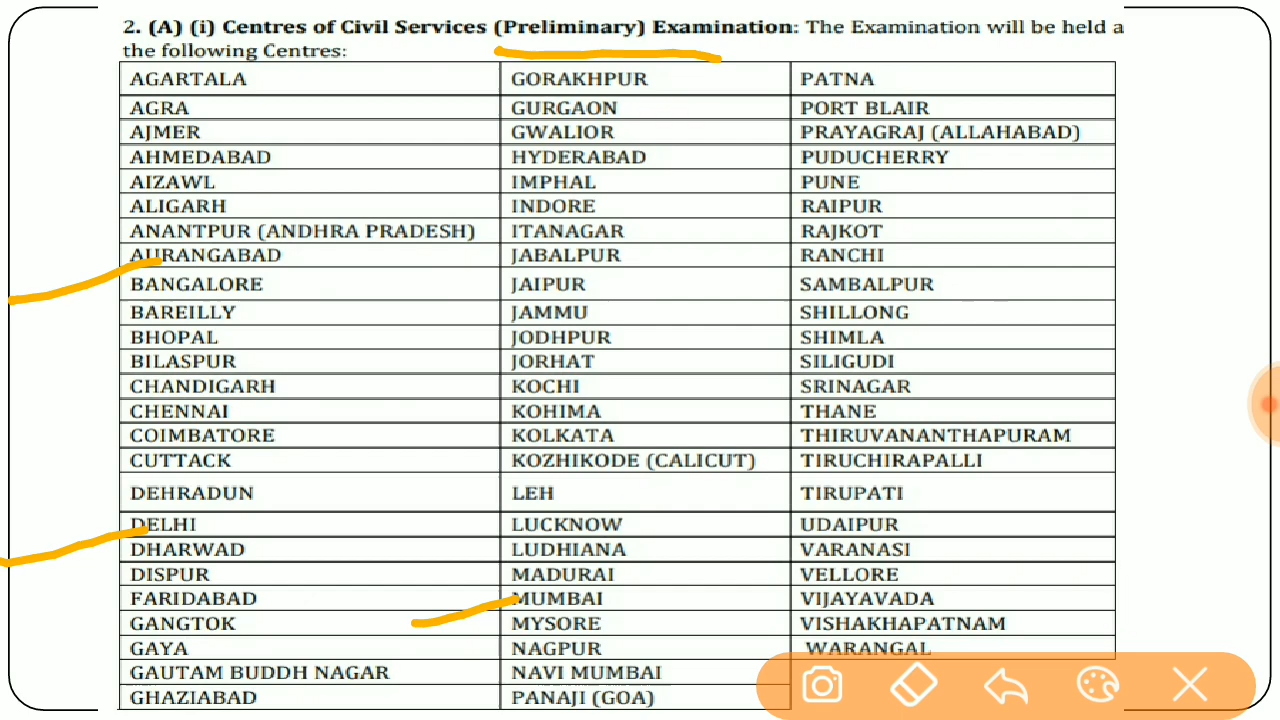 2. (A) (i) Centres of Civil Services (Preliminary) Examination: The Examination will be held a
the following Centres:
AGARTALA GORAKHPUR PATNA
AGRA GURGAON PORT BLAIR
AJMER GWALIOR PRAYAGRAJ (ALLAHABAD)
AHMEDABAD HYDERABAD PUDUCHERRY
AIZAWL IMPHAL PUNE
ALIGARH INDORE RAIPUR
ANANTPUR (ANDHRA PRADESH) ITANAGAR RAJKOT
AURANGABAD JABALPUR RANCHI
BANGALORE JAIPUR SAMBALPUR
BAREILLY JAMMU SHILLONG
BHOPAL JODHPUR SHIMLA
BILASPUR JORHAT SILIGUDI
CHANDIGARH KOCHI SRINAGAR
CHENNAI KOHIMA THANE
COIMBATORE KOLKATA THIRUVANANTHAPURAM
CUTTACK KOZHIKODE (CALICUT) TIRUCHIRAPALLI
DEHRADUN LEH TIRUPATI
DELHI LUCKNOW UDAIPUR
DHARWAD LUDHIANA VARANASI
DISPUR MADURAI VELLORE
FARIDABAD MUMBAI VIJAYAVADA
GANGTOK MYSORE VISHAKHAPATNAM
GAYA NAGPUR WARANGAL
GAUTAM BUDDH NAGAR NAVI MUMBAI
GHAZIABAD PANAJI (GOA)